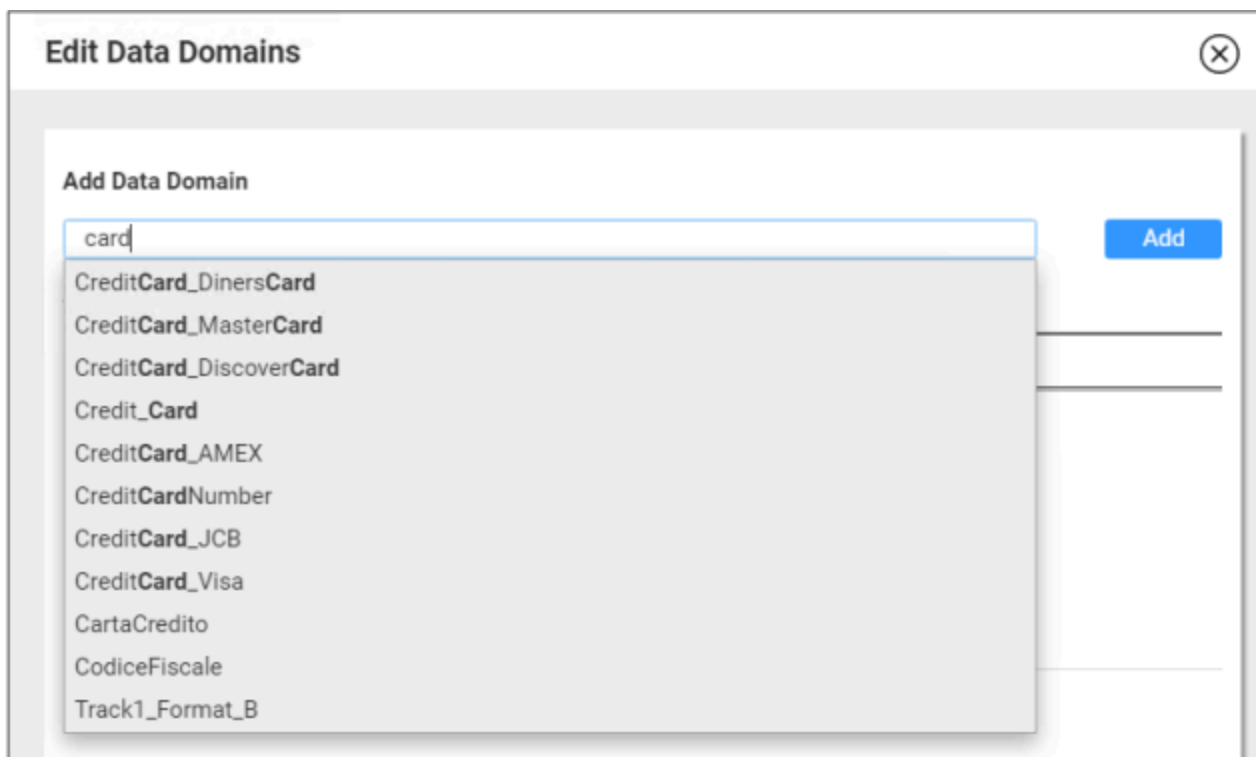 Edit Data Domains
Add Data Domain
card
Add
CreditCard_DinersCard
CreditCard_MasterCard
CreditCard_DiscoverCard
Credit_Card
CreditCard_AMEX
CreditCardNumber
CreditCard_JCB
CreditCard_Visa
CartaCredito
CodiceFiscale
Track1_Format_B